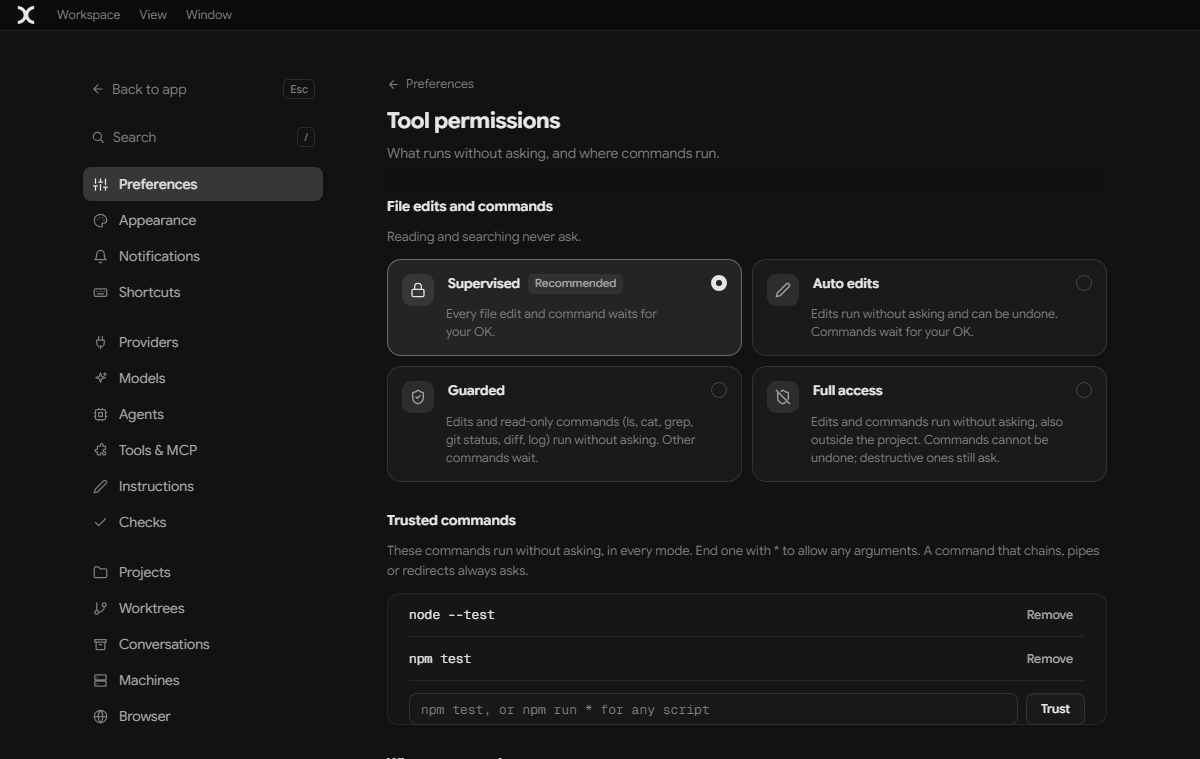 Workspace View Window
Back to app Esc
Search /
Preferences
Appearance
Notifications
Shortcuts
Providers
Models
Agents
Tools & MCP
Instructions
Checks
Projects
Worktrees
Conversations
Machines
Browser
Preferences
Tool permissions
What runs without asking, and where commands run.
File edits and commands
Reading and searching never ask.
Supervised Recommended
Every file edit and command waits for
your OK.
Auto edits
Edits run without asking and can be undone.
Commands wait for your OK.
Guarded
Edits and read-only commands (ls, cat, grep,
git status, diff, log) run without asking. Other
commands wait.
Full access
Edits and commands run without asking, also
outside the project. Commands cannot be
undone; destructive ones still ask.
Trusted commands
These commands run without asking, in every mode. End one with * to allow any arguments. A command that chains, pipes
or redirects always asks.
node --test Remove
npm test Remove
npm test, or npm run * for any script Trust